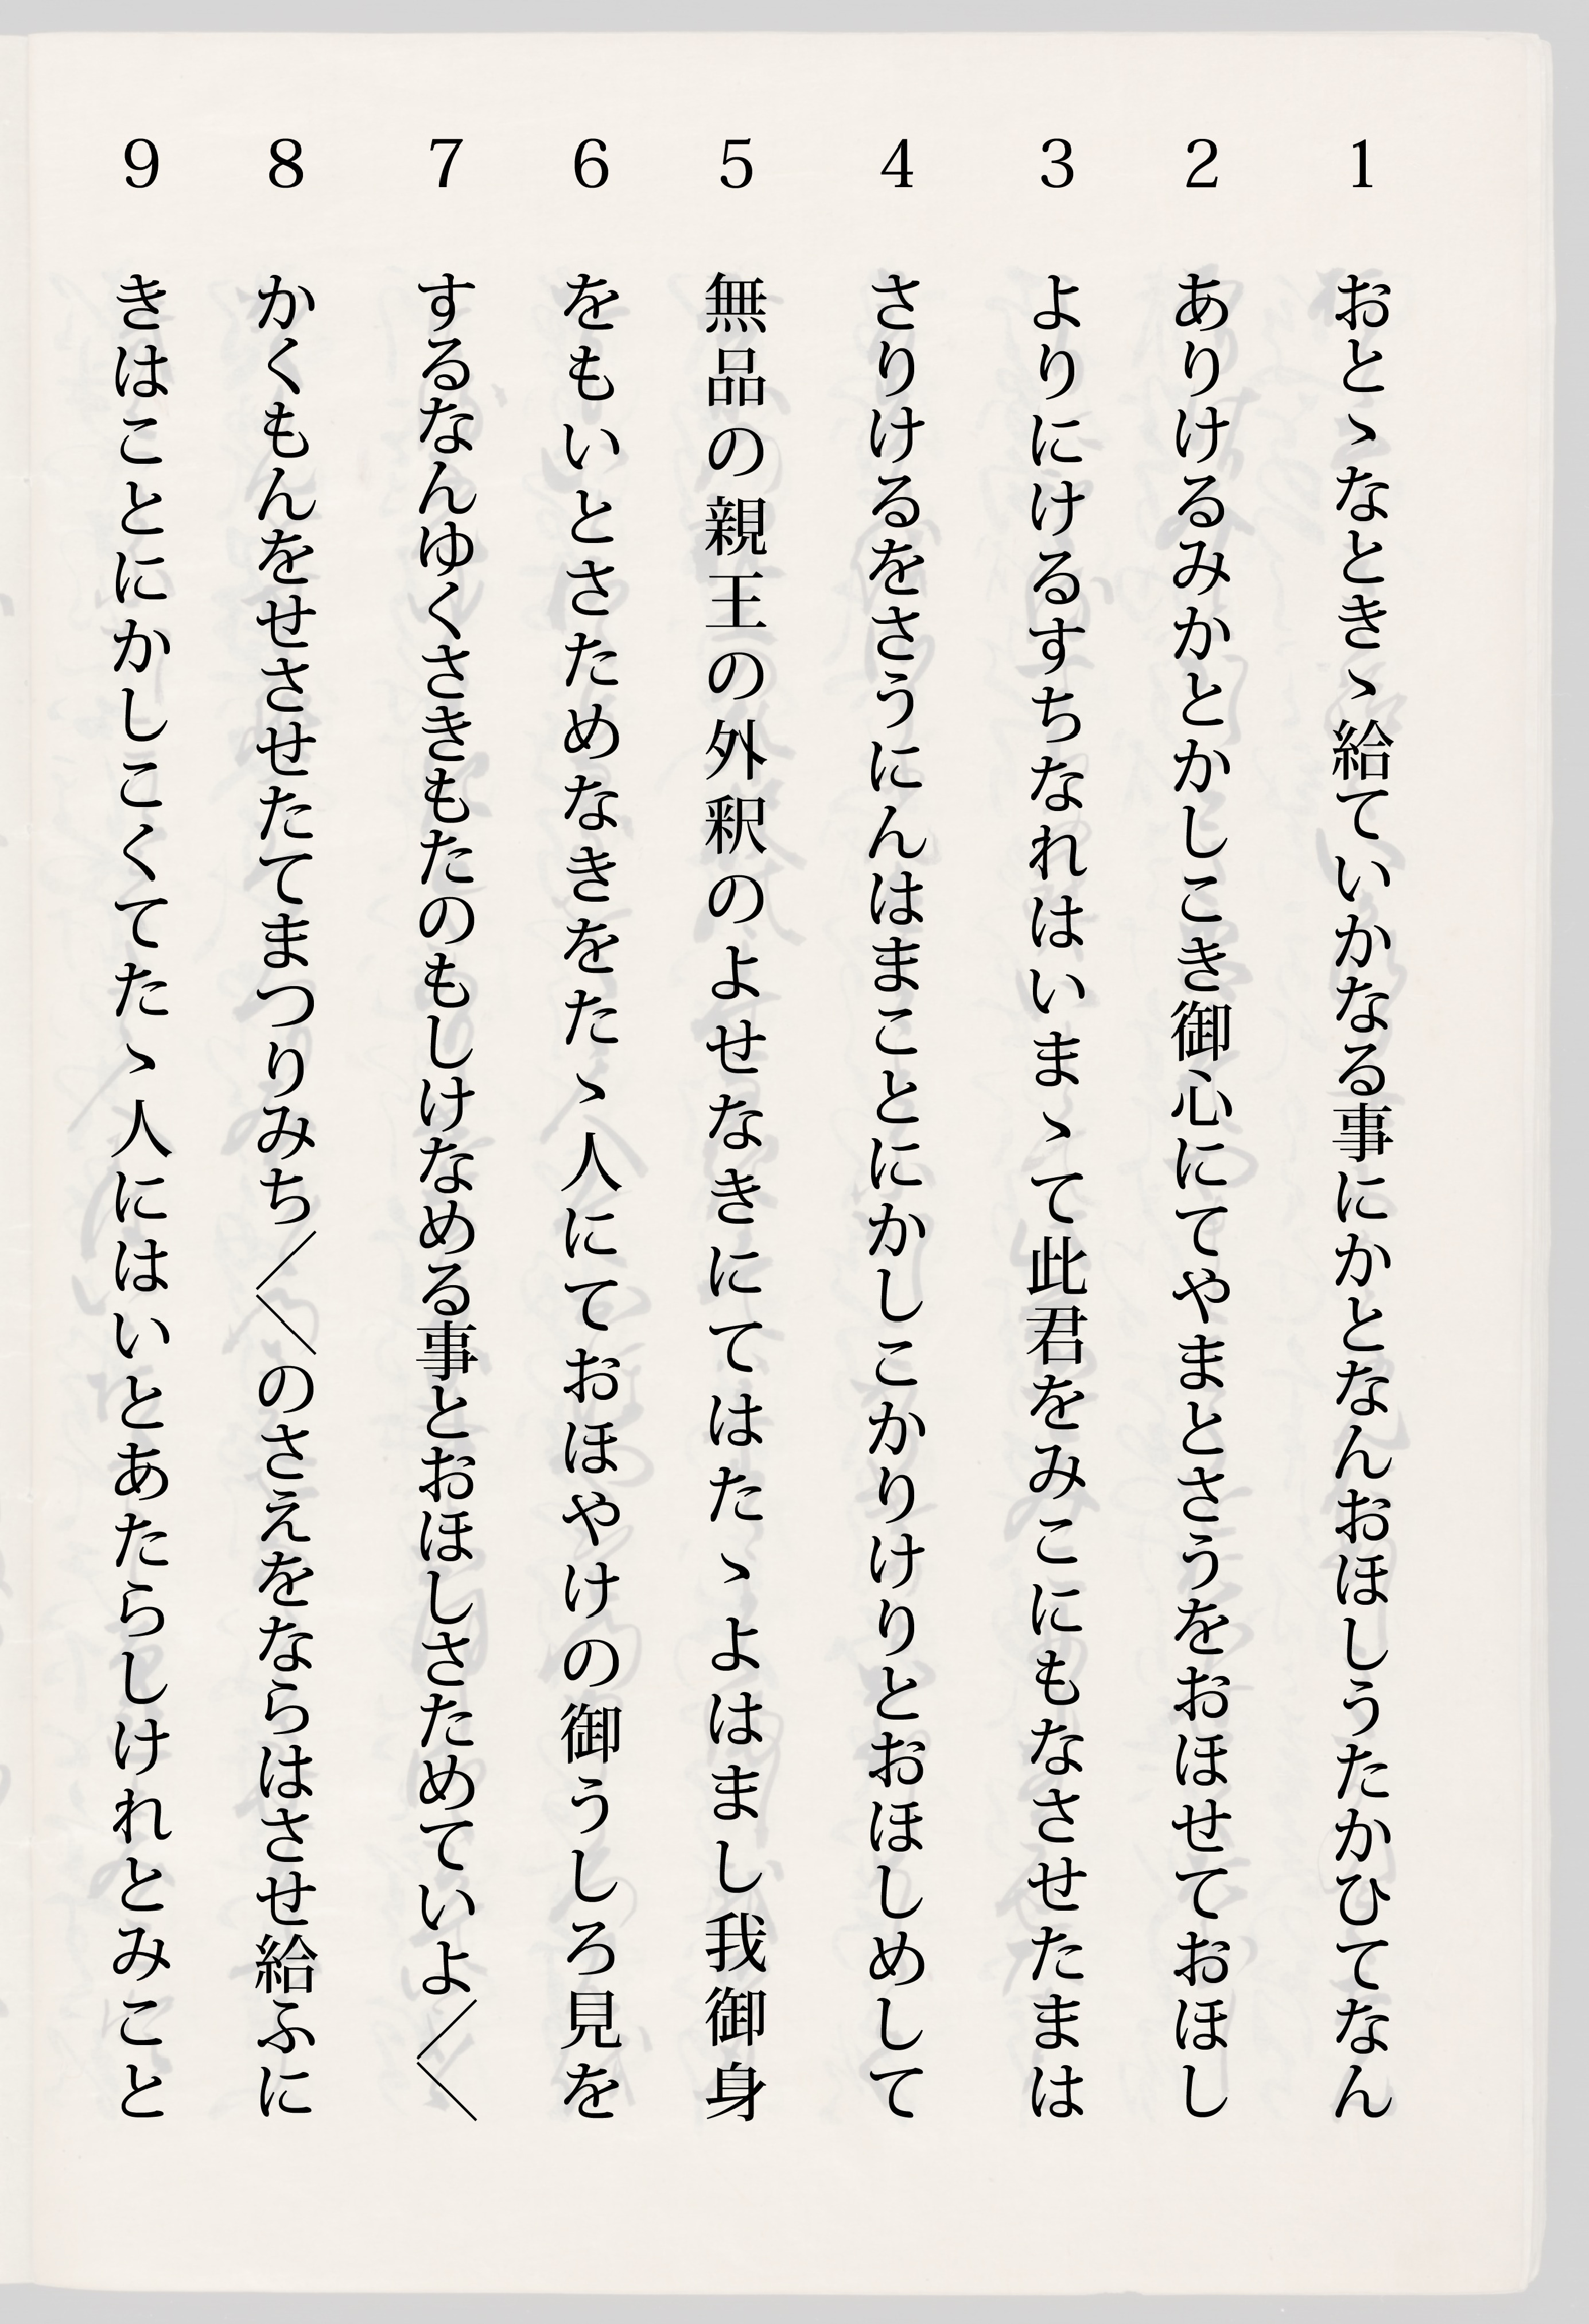 1 おとゝなときゝ給ていかなる事にかとなんおほしうたかひてなん
2 ありけるみかとかしこき御心にてやまとさうをおほせておほし
3 よりにけるすちなれはいまゝて此君をみこにもなさせたまは
4 さりけるをさうにんはまことにかしこかりけりとおほしめして
5 無品の親王の外釈のよせなきにてはたゝよはまし我御身
6 をもいとさためなきをたゝ人にておほやけの御うしろ見を
7 するなんゆくさきもたのもしけなめる事とおほしさためていよ〳〵
8 かくもんをせさせたてまつりみち〳〵のさえをならはさせ給ふに
9 きはことにかしこくてたゝ人にはいとあたらしけれとみこと